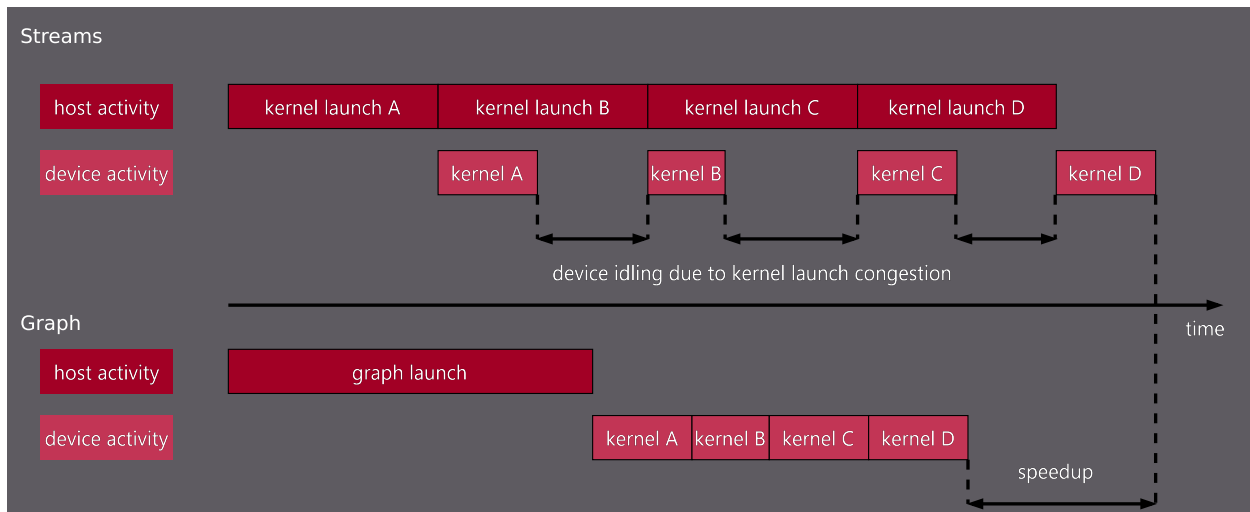 Streams
host activity
kernel launch A
kernel launch B
kernel launch C
kernel launch D
device activity
kernel A
kernel B
kernel C
kernel D
device idling due to kernel launch congestion
time
Graph
host activity
graph launch
device activity
kernel A
kernel B
kernel C
kernel D
speedup